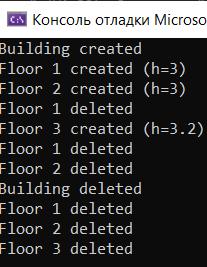 Консоль отладки Microso
Building created
Floor 1 created (h=3)
Floor 2 created (h=3)
Floor 1 deleted
Floor 3 created (h=3.2)
Floor 1 deleted
Floor 2 deleted
Building deleted
Floor 1 deleted
Floor 2 deleted
Floor 3 deleted